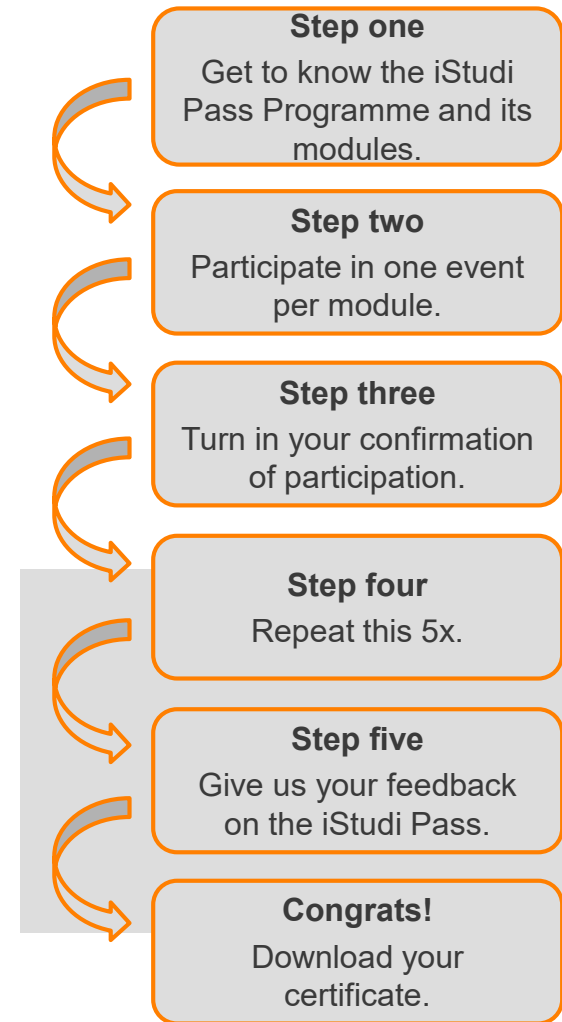 Step one
Get to know the iStudi
Pass Programme and its
modules.
Step two
Participate in one event
per module.
Step three
Turn in your confirmation
of participation.
Step four
Repeat this 5x.
Step five
Give us your feedback
on the iStudi Pass.
Congrats!
Download your
certificate.